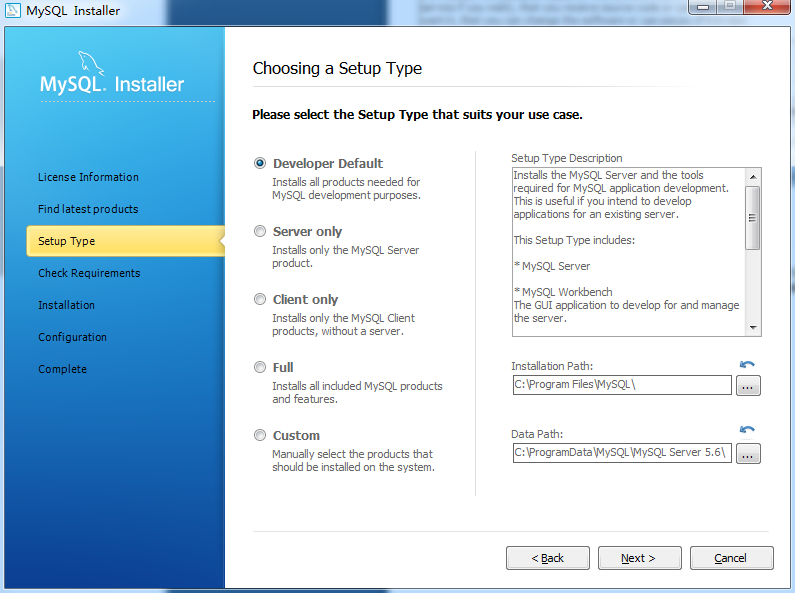 MySQL Installer
MySQL. Installer
License Information
Find latest products
Setup Type
Check Requirements
Installation
Configuration
Complete
Choosing a Setup Type
Please select the Setup Type that suits your use case.
Developer Default
Installs all products needed for
MySQL development purposes.
Server only
Installs only the MySQL Server
product.
Client only
Installs only the MySQL Client
products, without a server.
Full
Installs all included MySQL products
and features.
Custom
Manually select the products that
should be installed on the system.
Setup Type Description
Installs the MySQL Server and the tools
required for MySQL application development.
This is useful if you intend to develop
applications for an existing server.
This Setup Type includes:
* MySQL Server
* MySQL Workbench
The GUI application to develop for and manage
the server.
Installation Path:
C:\Program Files\MySQL\
...
Data Path:
C:\ProgramData\MySQL\MySQL Server 5.6\
...
< Back
Next >
Cancel